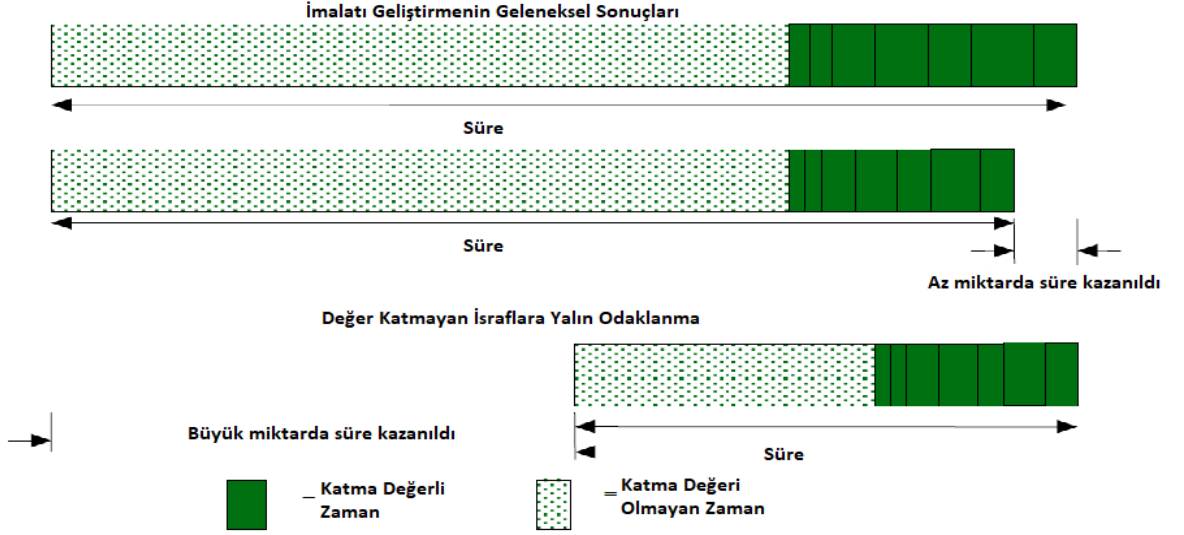 İmalatı Geliştirmenin Geleneksel Sonuçları
Süre
Süre
Az miktarda süre kazanıldı
Değer Katmayan İsraflara Yalın Odaklanma
Büyük miktarda süre kazanıldı
Süre
_ Katma Değerli
Zaman
= Katma Değeri
Olmayan Zaman